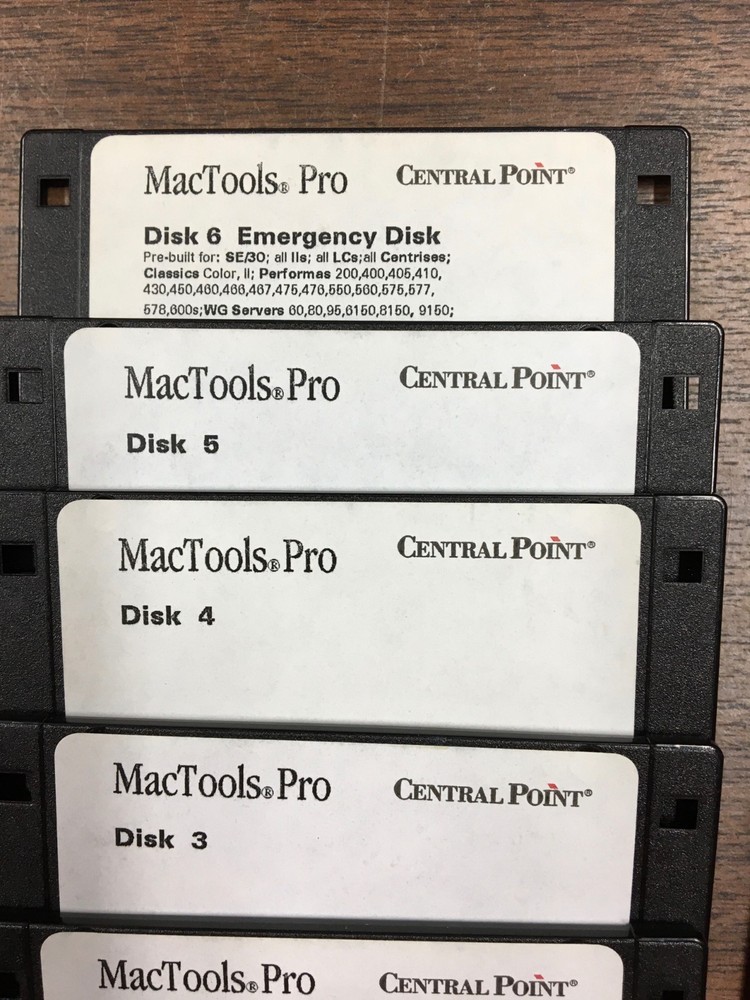 MacTools® Pro CENTRAL POINT®
Disk 6 Emergency Disk
Pre-built for: SE/30; all IIs; all LCs;all Centrises;
Classics Color, II; Performas 200,400,405,410,
430,450,460,466,467,475,476,550,560,575,577,
578,600s;WG Servers 60,80,95,6150,8150, 9150;
MacTools® Pro CENTRAL POINT®
Disk 5
MacTools® Pro CENTRAL POINT®
Disk 4
MacTools® Pro CENTRAL POINT®
Disk 3
MacTools® Pro CENTRAL POINT®